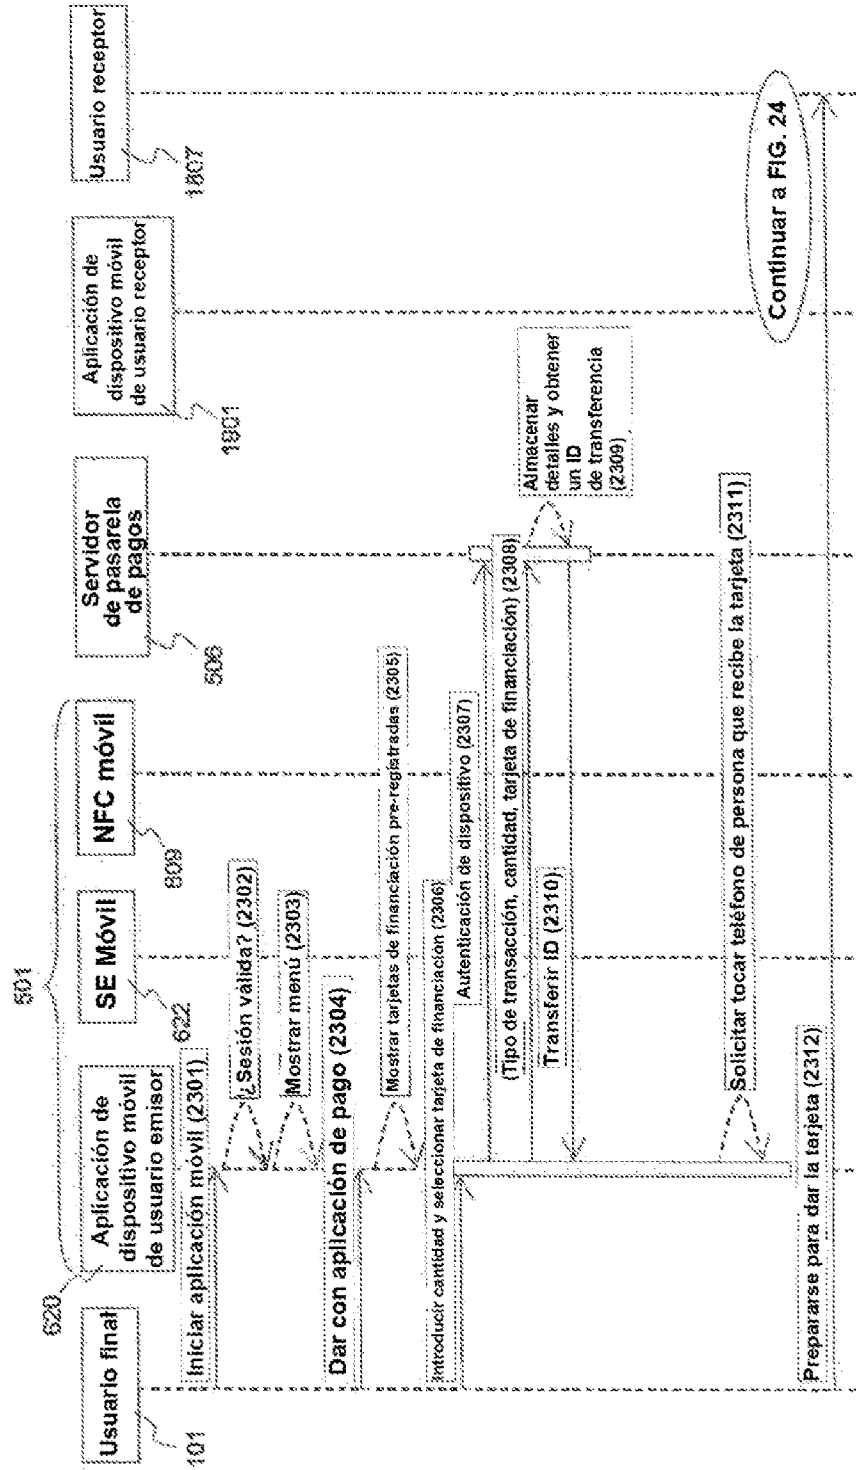 501
Usuario final
101
Aplicación de
dispositivo móvil
de usuario emisor
620
SE Móvil
622
NFC móvil
809
Servidor
de pasarela
de pagos
506
Aplicación de
dispositivo móvil
de usuario receptor
1801
Usuario receptor
1807
Iniciar aplicación móvil (2301)
¿Sesión válida? (2302)
Mostrar menú (2303)
Dar con aplicación de pago (2304)
Mostrar tarjetas de financiación pre-registradas (2305)
Introducir cantidad y seleccionar tarjeta de financiación (2306)
Autenticación de dispositivo (2307)
(Tipo de transacción, cantidad, tarjeta de financiación) (2308)
Almacenar
detalles y obtener
un ID
de transferencia
(2309)
Transferir ID (2310)
Solicitar tocar teléfono de persona que recibe la tarjeta (2311)
Continuar a FIG. 24
Prepararse para dar la tarjeta (2312)